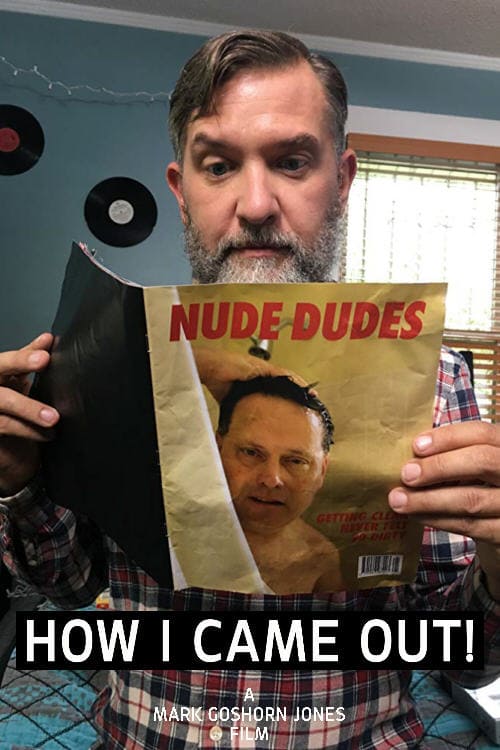 NUDE DUDES
GETTING CLEAN
NEVER FELT
SO DIRTY
HOW I CAME OUT!
A
MARK GOSHORN JONES
FILM